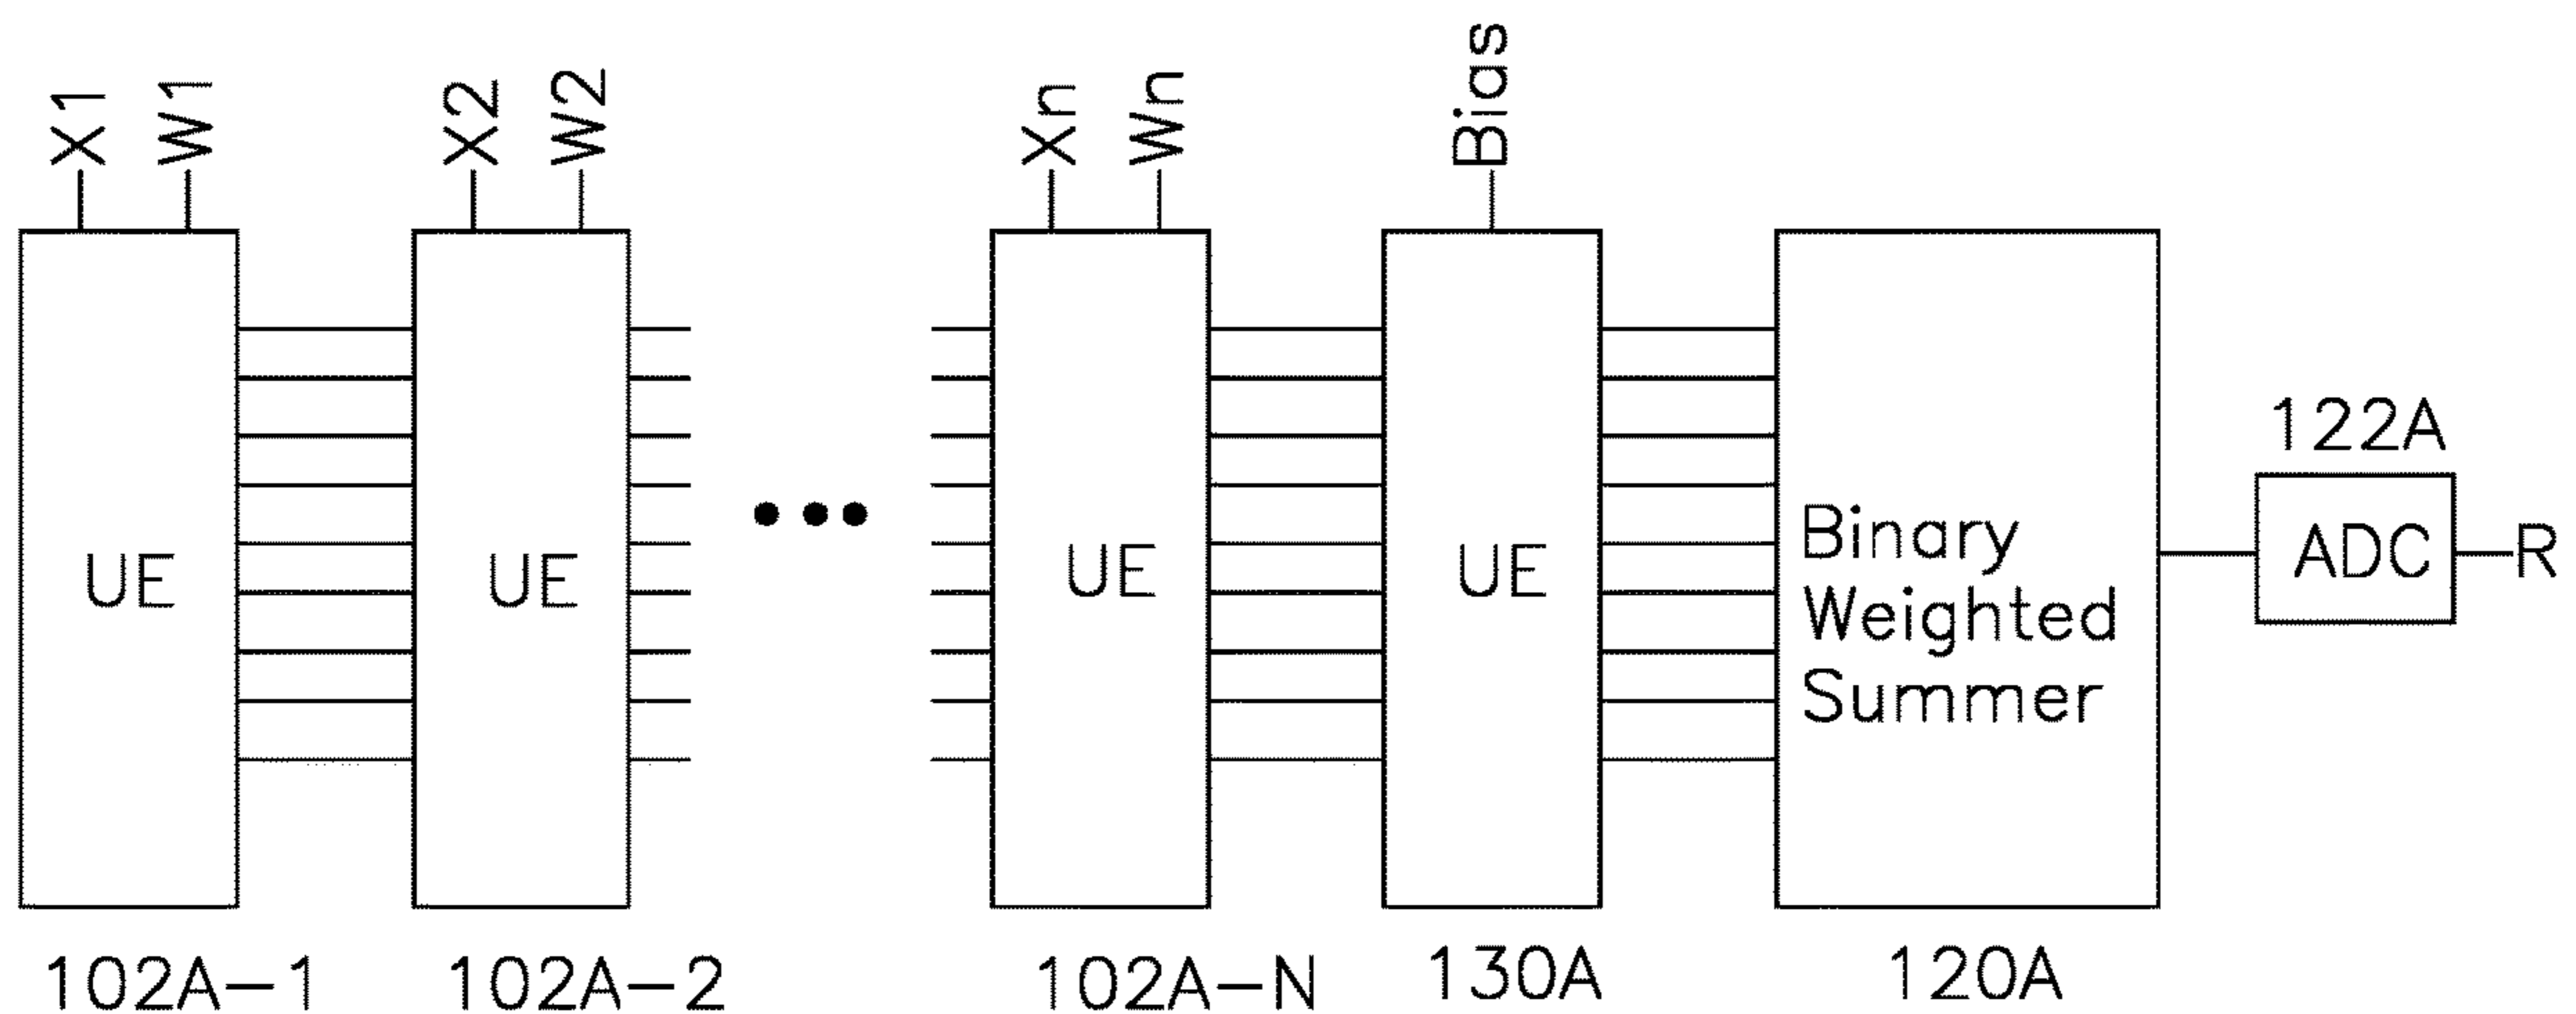 X1 W1 X2 W2 Xn Wn Bias
122A
UE UE UE UE Binary
Weighted
Summer
ADC R
102A-1 102A-2 102A-N 130A 120A